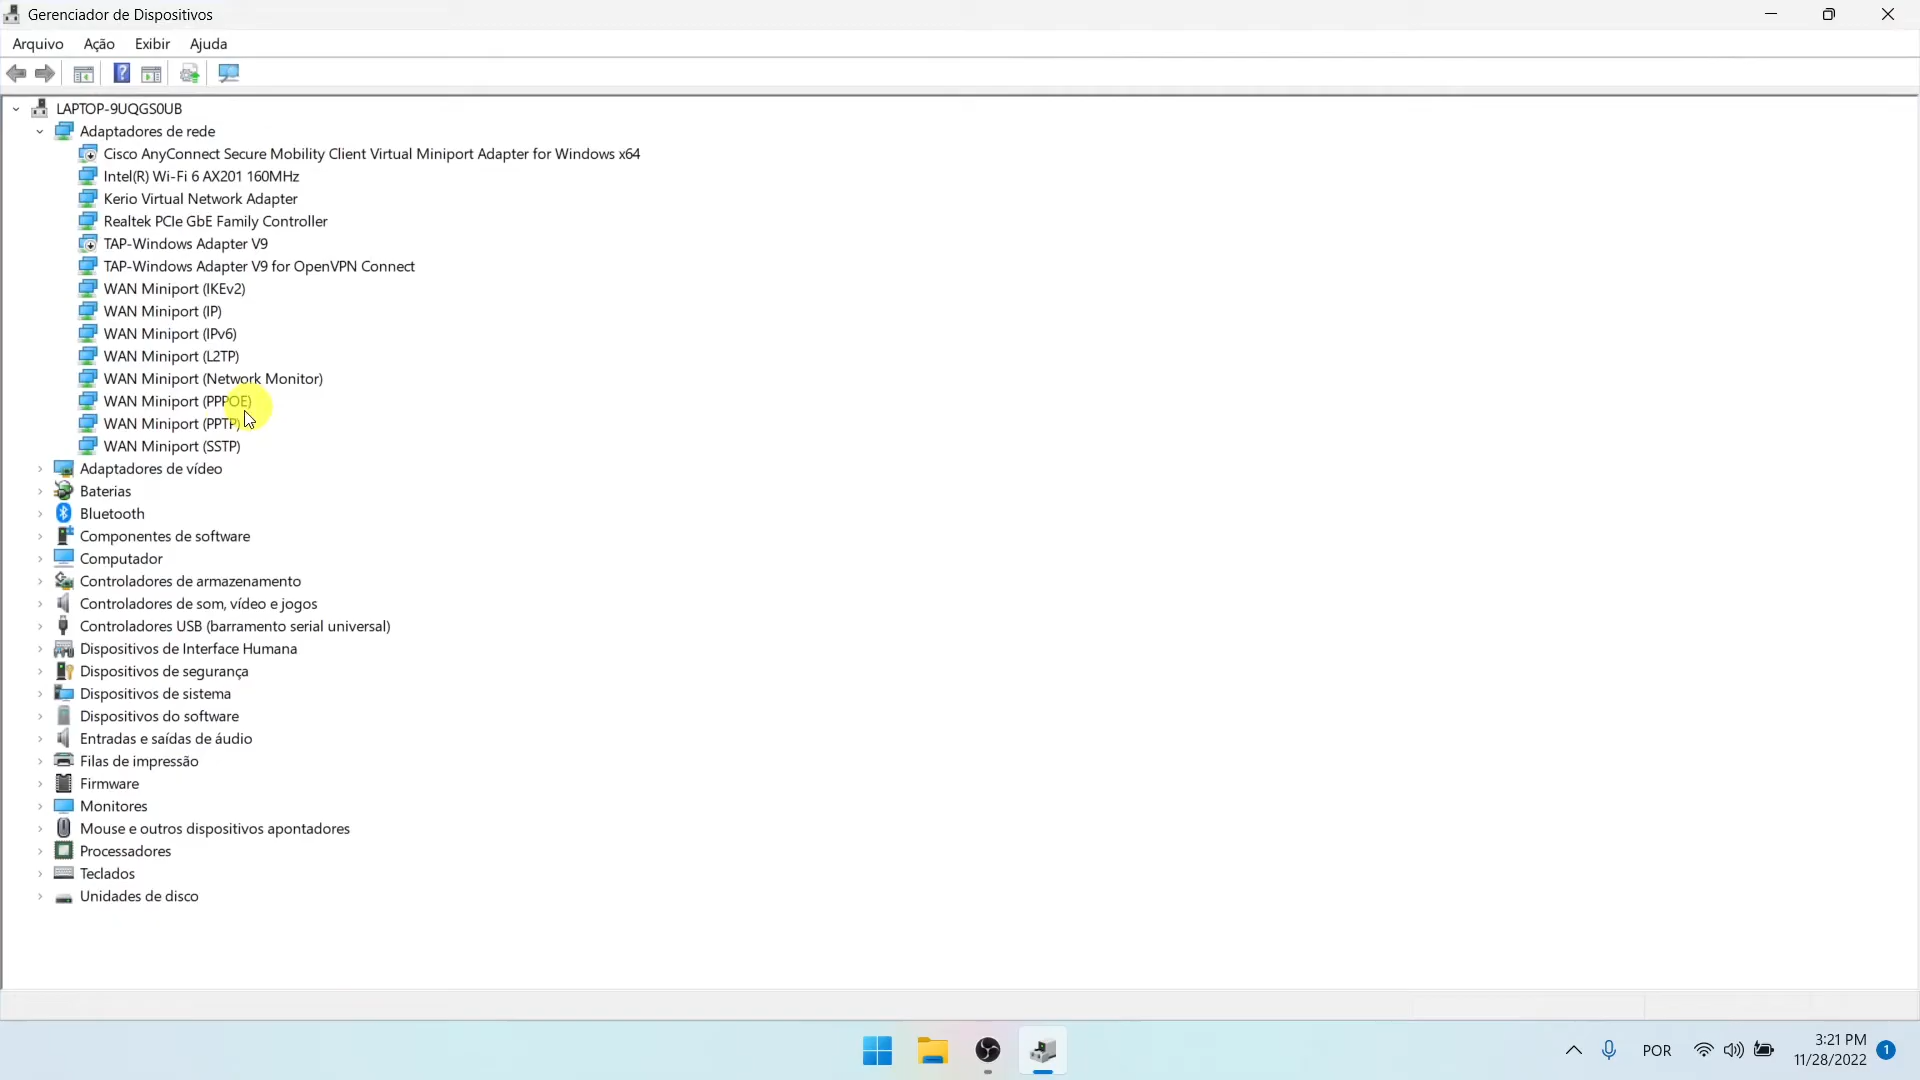 Gerenciador de Dispositivos
Arquivo Ação Exibir Ajuda
LAPTOP-9UQGS0UB
Adaptadores de rede
Cisco AnyConnect Secure Mobility Client Virtual Miniport Adapter for Windows x64
Intel(R) Wi-Fi 6 AX201 160MHz
Kerio Virtual Network Adapter
Realtek PCIe GbE Family Controller
TAP-Windows Adapter V9
TAP-Windows Adapter V9 for OpenVPN Connect
WAN Miniport (IKEv2)
WAN Miniport (IP)
WAN Miniport (IPv6)
WAN Miniport (L2TP)
WAN Miniport (Network Monitor)
WAN Miniport (PPPOE)
WAN Miniport (PPTP)
WAN Miniport (SSTP)
Adaptadores de vídeo
Baterias
Bluetooth
Componentes de software
Computador
Controladores de armazenamento
Controladores de som, vídeo e jogos
Controladores USB (barramento serial universal)
Dispositivos de Interface Humana
Dispositivos de segurança
Dispositivos de sistema
Dispositivos do software
Entradas e saídas de áudio
Filas de impressão
Firmware
Monitores
Mouse e outros dispositivos apontadores
Processadores
Teclados
Unidades de disco
POR
3:21 PM
11/28/2022
1